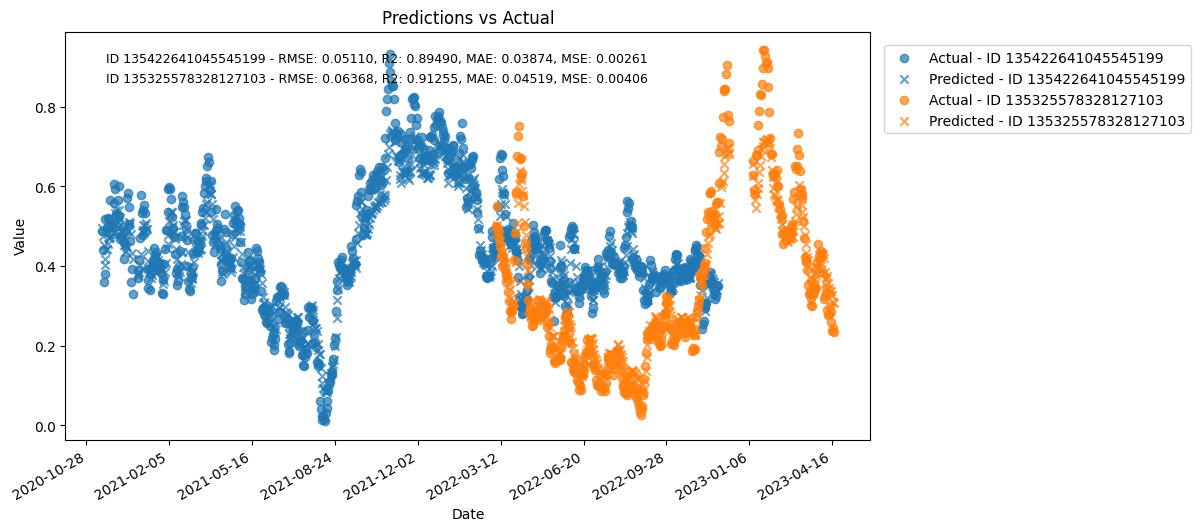 Predictions vs Actual
ID 135422641045545199 - RMSE: 0.05110, R2: 0.89490, MAE: 0.03874, MSE: 0.00261
ID 135325578328127103 - RMSE: 0.06368, R2: 0.91255, MAE: 0.04519, MSE: 0.00406
Actual - ID 135422641045545199
Predicted - ID 135422641045545199
Actual - ID 135325578328127103
Predicted - ID 135325578328127103
Value
0.8
0.6
0.4
0.2
0.0
2020-10-28
2021-02-05
2021-05-16
2021-08-24
2021-12-02
2022-03-12
2022-06-20
2022-09-28
2023-01-06
2023-04-16
Date